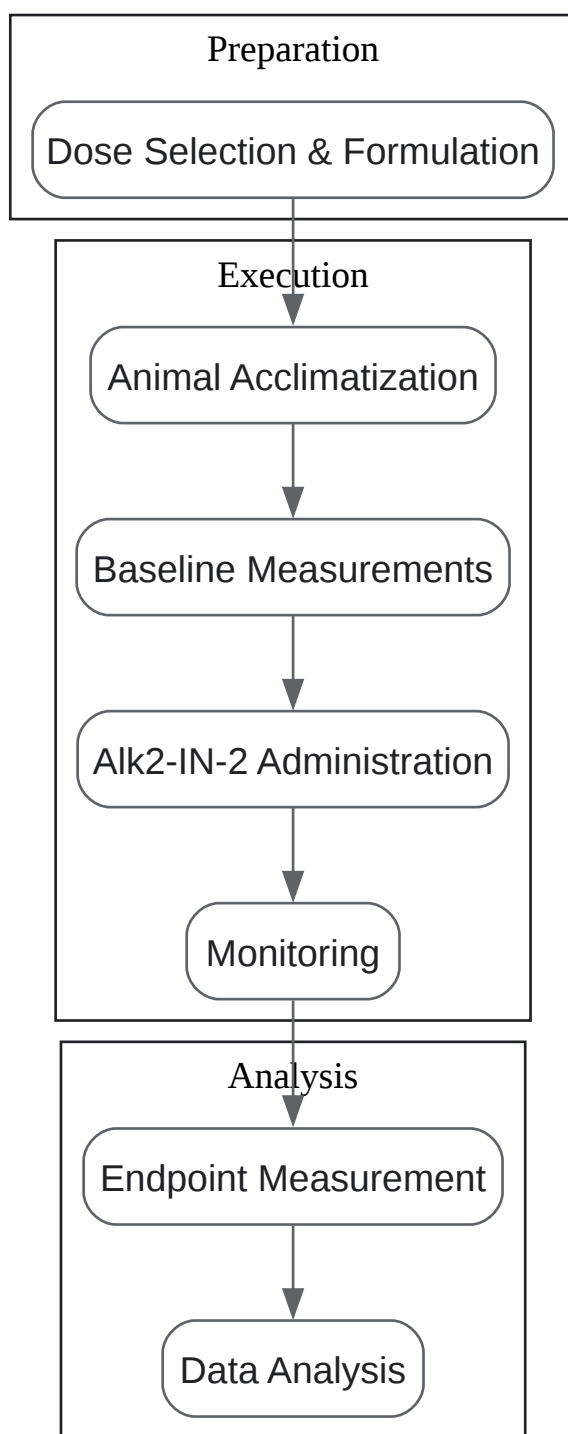 Preparation
Dose Selection & Formulation
Execution
Animal Acclimatization
Baseline Measurements
Alk2-IN-2 Administration
Monitoring
Analysis
Endpoint Measurement
Data Analysis